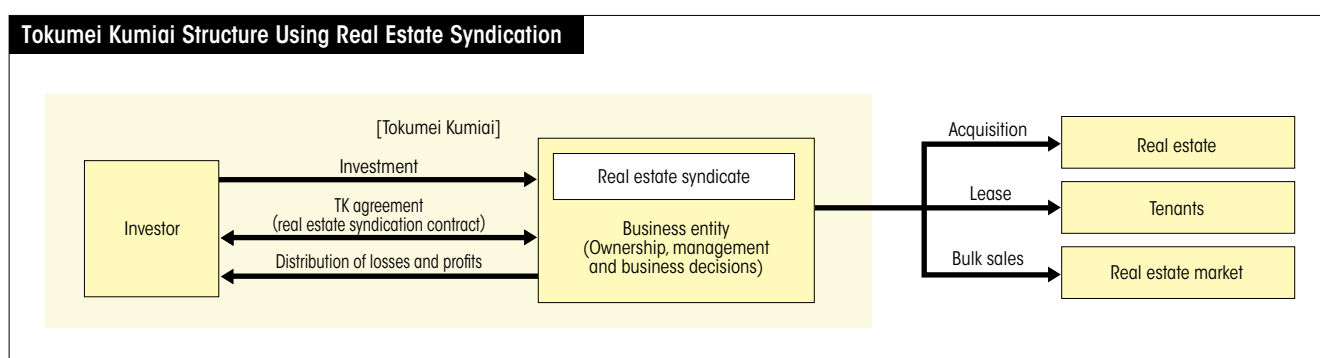 Tokumei Kumiai Structure Using Real Estate Syndication
[Tokumei Kumiai]
Investor
Investment
TK agreement
(real estate syndication contract)
Distribution of losses and profits
Real estate syndicate
Business entity
(Ownership, management
and business decisions)
Acquisition
Real estate
Lease
Tenants
Bulk sales
Real estate market